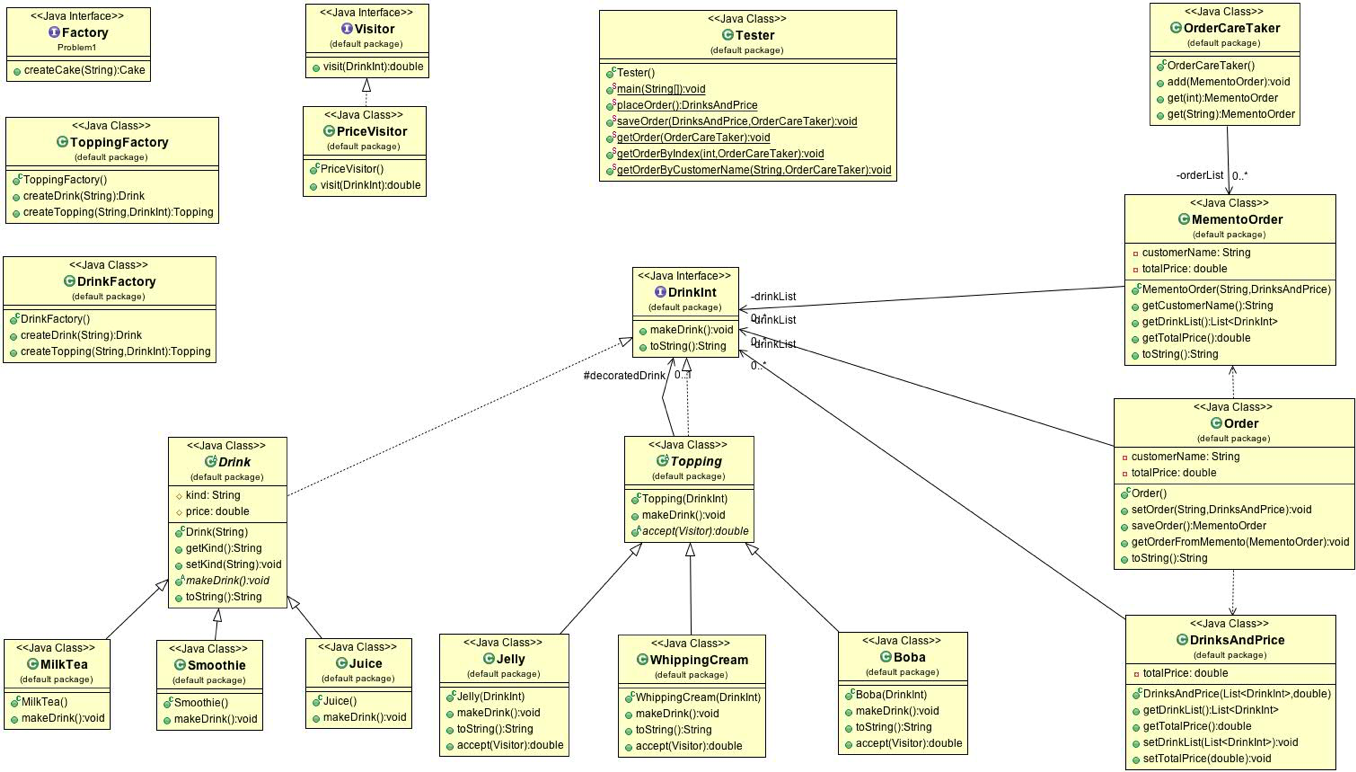 <<Java Interface>>
Factory
Problem1
createCake(String):Cake
<<Java Interface>>
Visitor
(default package)
visit(DrinkInt):double
<<Java Class>>
Tester
(default package)
Tester()
main(String[]):void
placeOrder():DrinksAndPrice
saveOrder(DrinksAndPrice,OrderCareTaker):void
getOrder(OrderCareTaker):void
getOrderByIndex(int,OrderCareTaker):void
getOrderByCustomerName(String,OrderCareTaker):void
<<Java Class>>
OrderCareTaker
(default package)
OrderCareTaker()
add(MementoOrder):void
get(int):MementoOrder
get(String):MementoOrder
<<Java Class>>
ToppingFactory
(default package)
ToppingFactory()
createDrink(String):Drink
createTopping(String,DrinkInt):Topping
<<Java Class>>
PriceVisitor
(default package)
PriceVisitor()
visit(DrinkInt):double
-orderList
0..*
<<Java Class>>
MementoOrder
(default package)
customerName: String
totalPrice: double
MementoOrder(String,DrinksAndPrice)
getCustomerName():String
getDrinkList():List<DrinkInt>
getTotalPrice():double
toString():String
<<Java Class>>
DrinkFactory
(default package)
DrinkFactory()
createDrink(String):Drink
createTopping(String,DrinkInt):Topping
<<Java Interface>>
DrinkInt
(default package)
makeDrink():void
toString():String
-drinkList
0..*
-drinkList
0..*
-drinkList
0..*
#decoratedDrink
0..1
<<Java Class>>
Order
(default package)
customerName: String
totalPrice: double
Order()
setOrder(String,DrinksAndPrice):void
saveOrder():MementoOrder
getOrderFromMemento(MementoOrder):void
toString():String
<<Java Class>>
Drink
(default package)
kind: String
price: double
Drink(String)
getKind():String
setKind(String):void
makeDrink():void
toString():String
<<Java Class>>
Topping
(default package)
Topping(DrinkInt)
makeDrink():void
accept(Visitor):double
<<Java Class>>
MilkTea
(default package)
MilkTea()
makeDrink():void
<<Java Class>>
Smoothie
(default package)
Smoothie()
makeDrink():void
<<Java Class>>
Juice
(default package)
Juice()
makeDrink():void
<<Java Class>>
Jelly
(default package)
Jelly(DrinkInt)
makeDrink():void
toString():String
accept(Visitor):double
<<Java Class>>
WhippingCream
(default package)
WhippingCream(DrinkInt)
makeDrink():void
toString():String
accept(Visitor):double
<<Java Class>>
Boba
(default package)
Boba(DrinkInt)
makeDrink():void
toString():String
accept(Visitor):double
<<Java Class>>
DrinksAndPrice
(default package)
totalPrice: double
DrinksAndPrice(List<DrinkInt>,double)
getDrinkList():List<DrinkInt>
getTotalPrice():double
setDrinkList(List<DrinkInt>):void
setTotalPrice(double):void